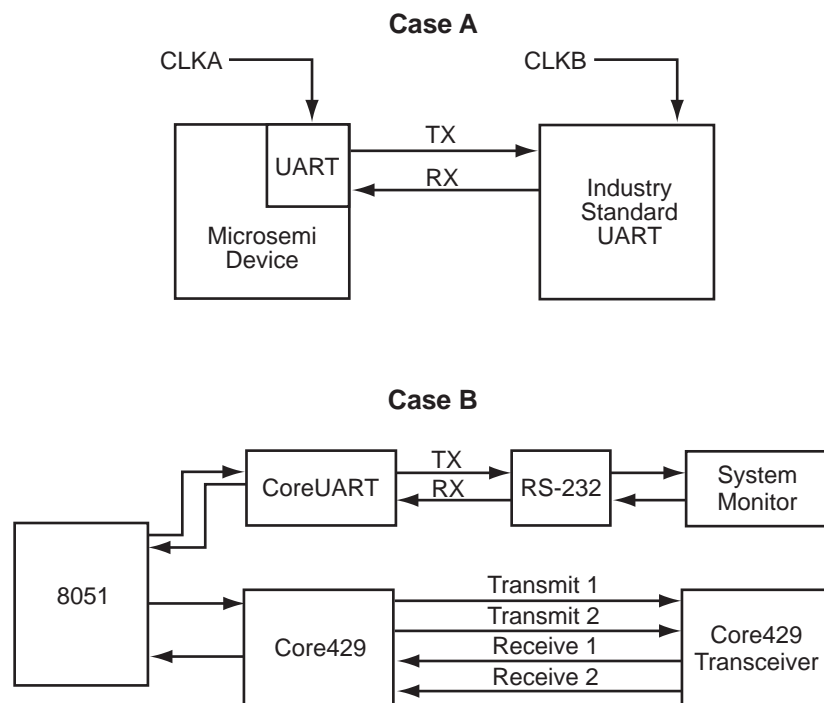 Case A
CLKA
CLKB
UART
TX
RX
Microsemi
Device
Industry
Standard
UART
Case B
CoreUART
TX
RX
RS-232
System
Monitor
8051
Core429
Transmit 1
Transmit 2
Receive 1
Receive 2
Core429
Transceiver